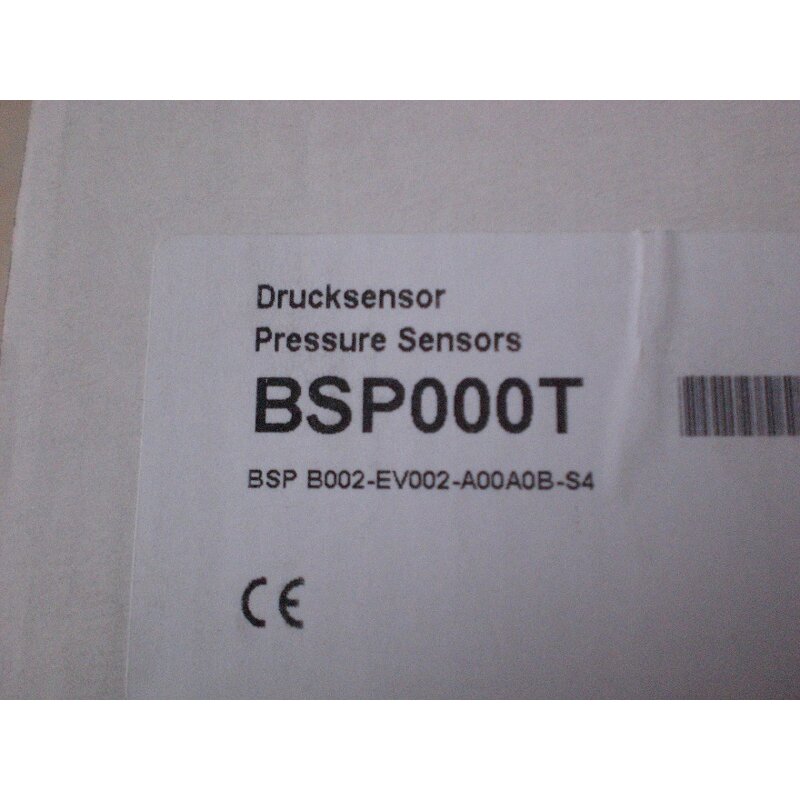 Drucksensor
Pressure Sensors
BSP000T
BSP B002-EV002-A00A0B-S4
CE